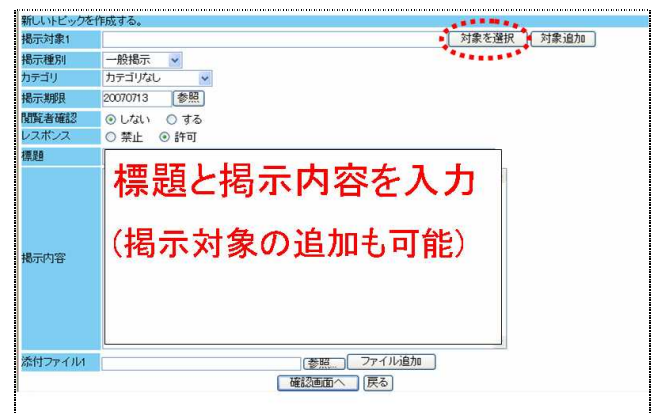 新しいトピックを作成する。
掲示対象1 対象を選択 対象追加
掲示種別 一般掲示
カテゴリ カテゴリなし
掲示期限 20070713 参照
閲覧者確認 しない する
レスポンス 禁止 許可
標題
標題と掲示内容を入力
(掲示対象の追加も可能)
掲示内容
添付ファイル1 参照... ファイル追加
確認画面へ 戻る